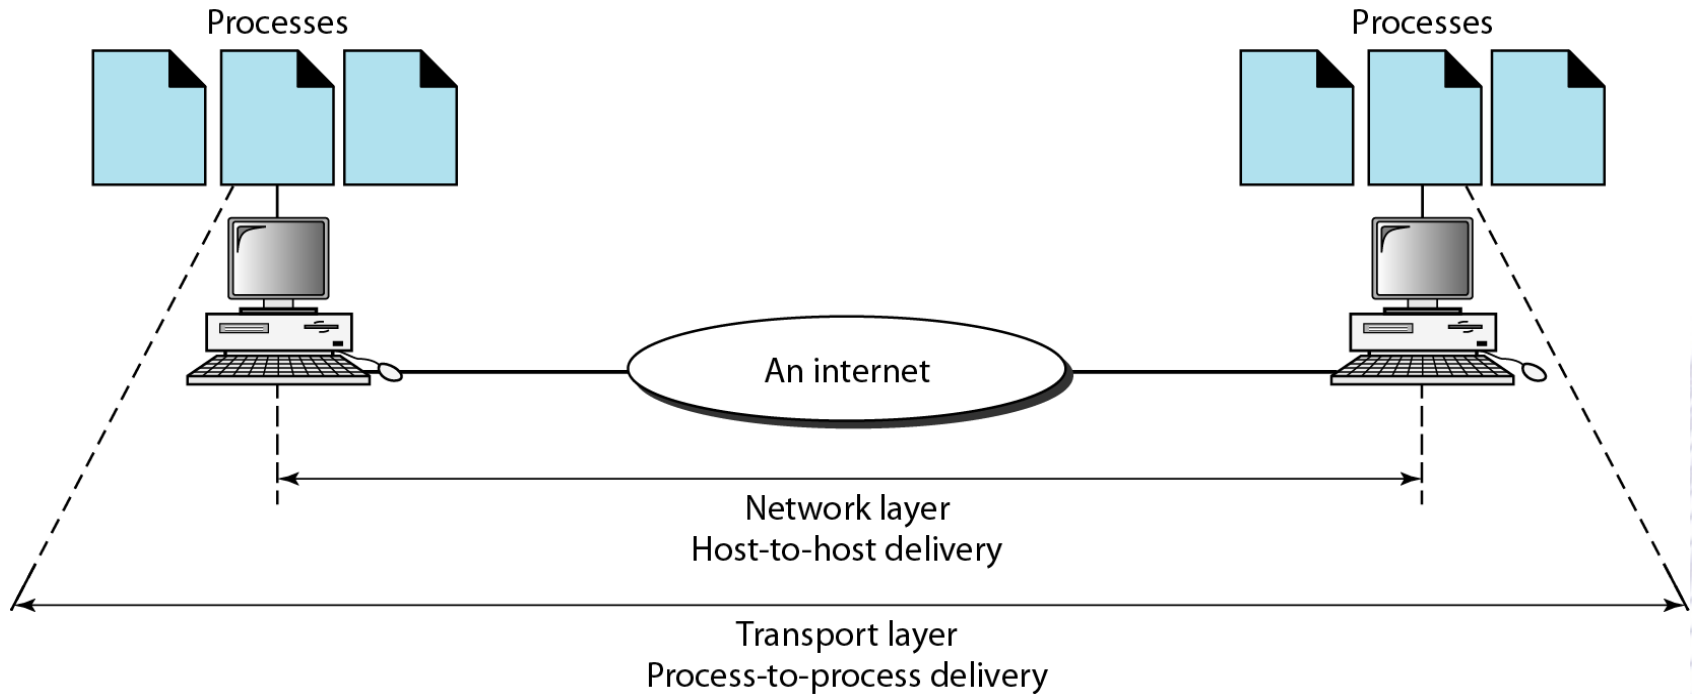 Processes
Processes
An internet
Network layer
Host-to-host delivery
Transport layer
Process-to-process delivery